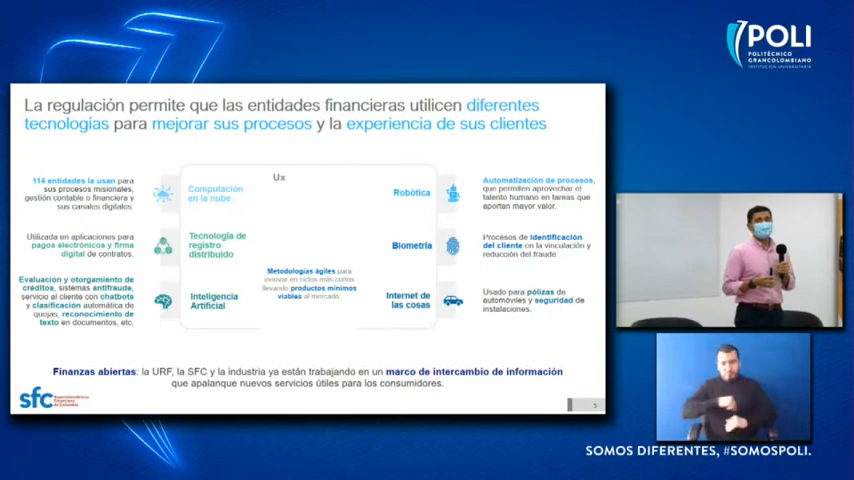 POLI
POLITÉCNICO
GRANCOLOMBIANO
INSTITUCIÓN UNIVERSITARIA
La regulación permite que las entidades financieras utilicen diferentes
tecnologías para mejorar sus procesos y la experiencia de sus clientes
114 entidades la usan para
sus procesos misionales,
gestión contable o financiera y
sus canales digitales.
Computación
en la nube
Utilizada en aplicaciones para
pagos electrónicos y firma
digital de contratos.
Tecnología de
registro
distribuido
Evaluación y otorgamiento de
créditos, sistemas antifraude,
servicio al cliente con chatbots
y clasificación automática de
quejas, reconocimiento de
texto en documentos, etc.
Inteligencia
Artificial
Ux
Metodologías ágiles para
innovar en ciclos más cortos
llevando productos mínimos
viables al mercado.
Robótica
Automatización de procesos,
que permiten aprovechar el
talento humano en tareas que
aportan mayor valor.
Biometría
Procesos de identificación
del cliente en la vinculación y
reducción del fraude
Internet de
las cosas
Usado para pólizas de
automóviles y seguridad de
instalaciones.
Finanzas abiertas: la URF, la SFC y la industria ya están trabajando en un marco de intercambio de información
que apalanque nuevos servicios útiles para los consumidores.
sfc Superintendencia
Financiera
de Colombia
5
SOMOS DIFERENTES, #SOMOSPOLI.